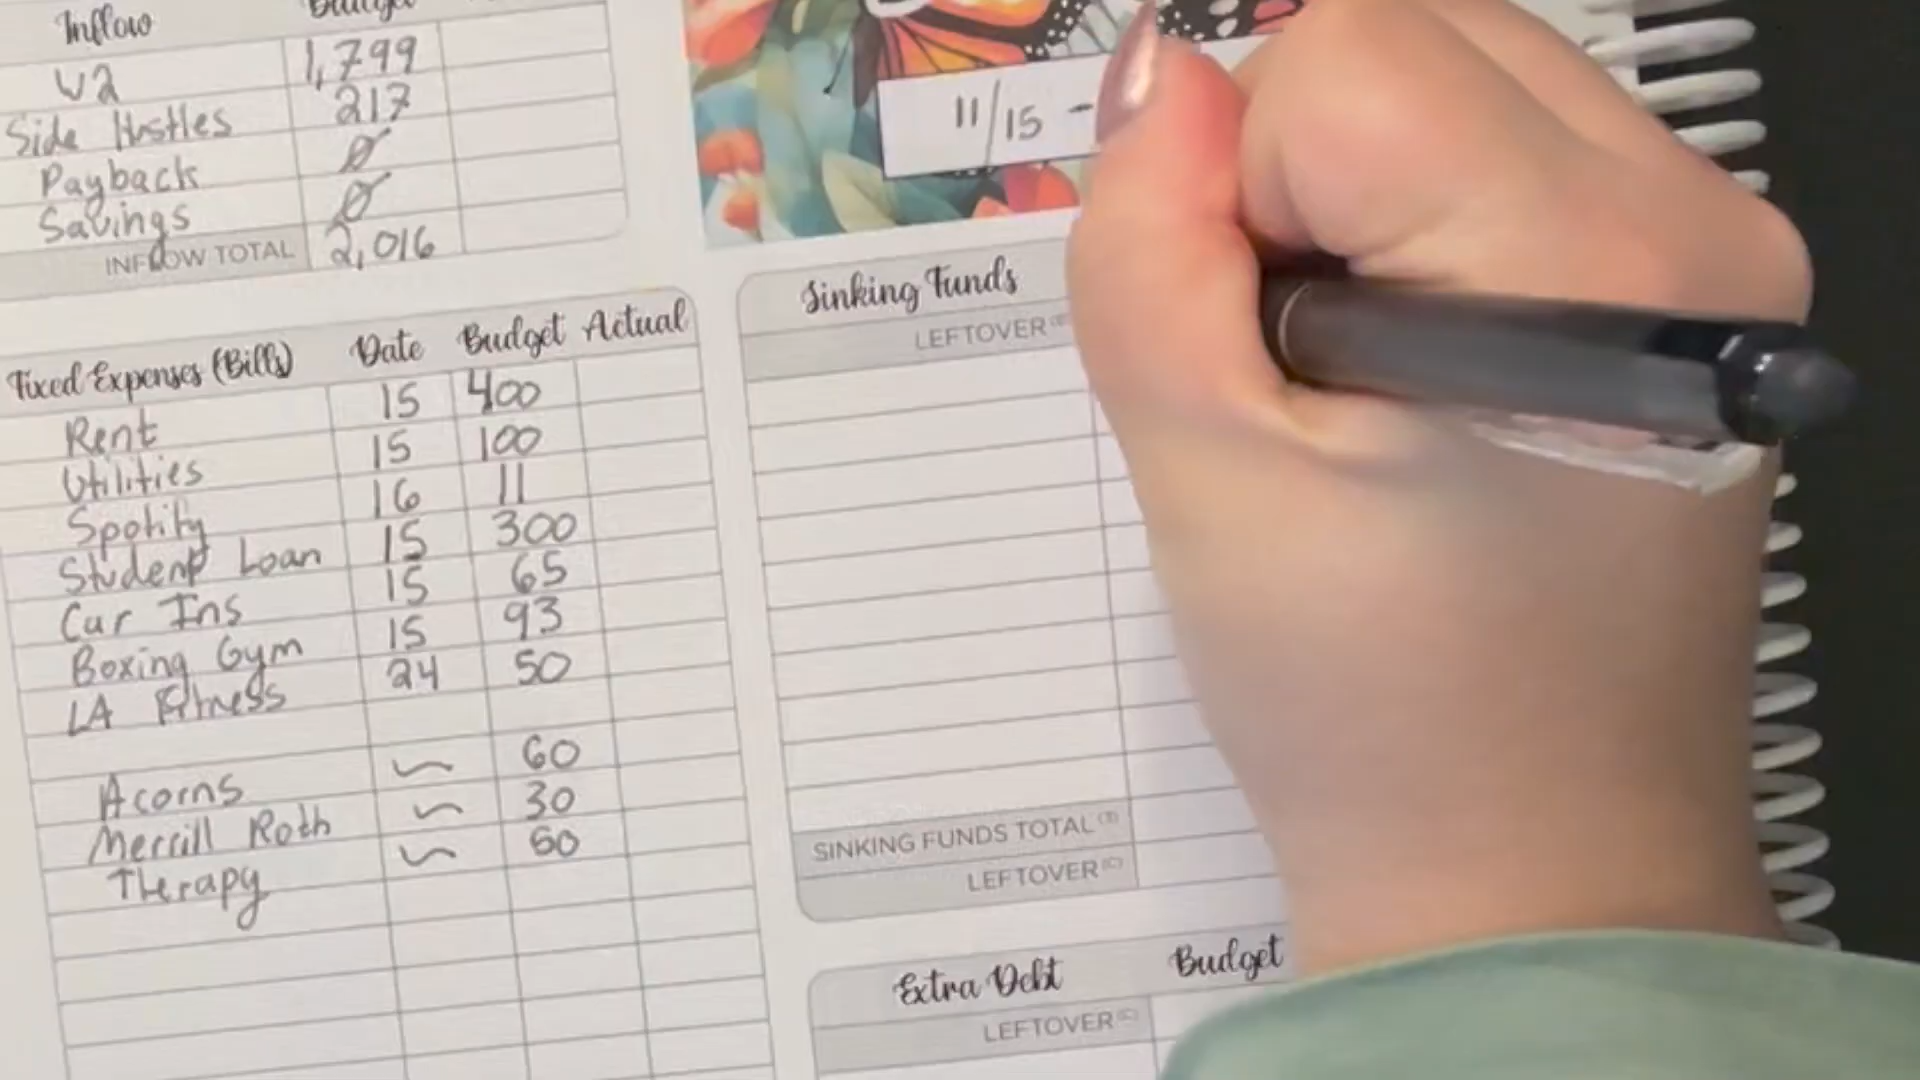 Inflow Budget
W2 1,799
Side Hustles 217
Payback 0
Savings 0
INFLOW TOTAL 2,016
11/15 -
Fixed Expenses (Bills) Date Budget Actual
Rent 15 400
Utilities 15 100
Spotify 16 11
Student Loan 15 300
Car Ins 15 65
Boxing Gym 15 93
LA Fitness 24 50
Acorns ~ 60
Merrill Roth ~ 30
Therapy ~
Sinking Funds
LEFTOVER
SINKING FUNDS TOTAL
LEFTOVER
Extra Debt Budget
LEFTOVER